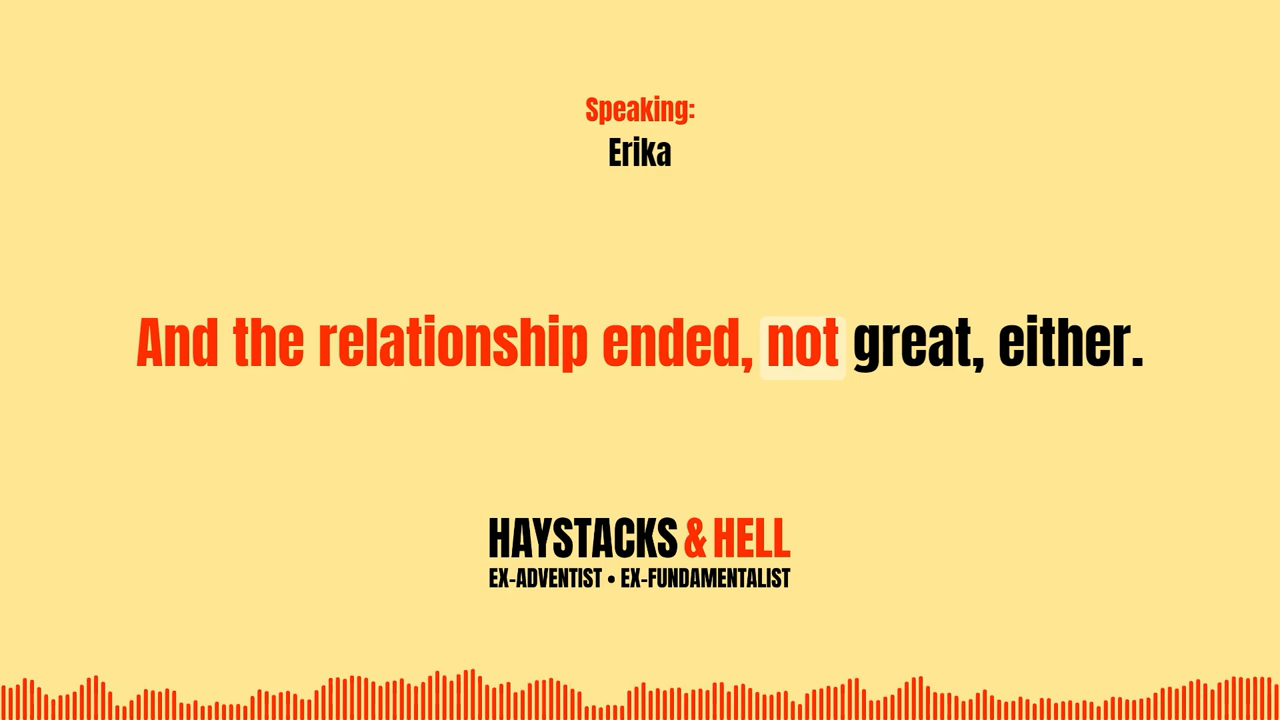 Speaking:
Erika
And the relationship ended, not great, either.
HAYSTACKS & HELL
EX-ADVENTIST • EX-FUNDAMENTALIST